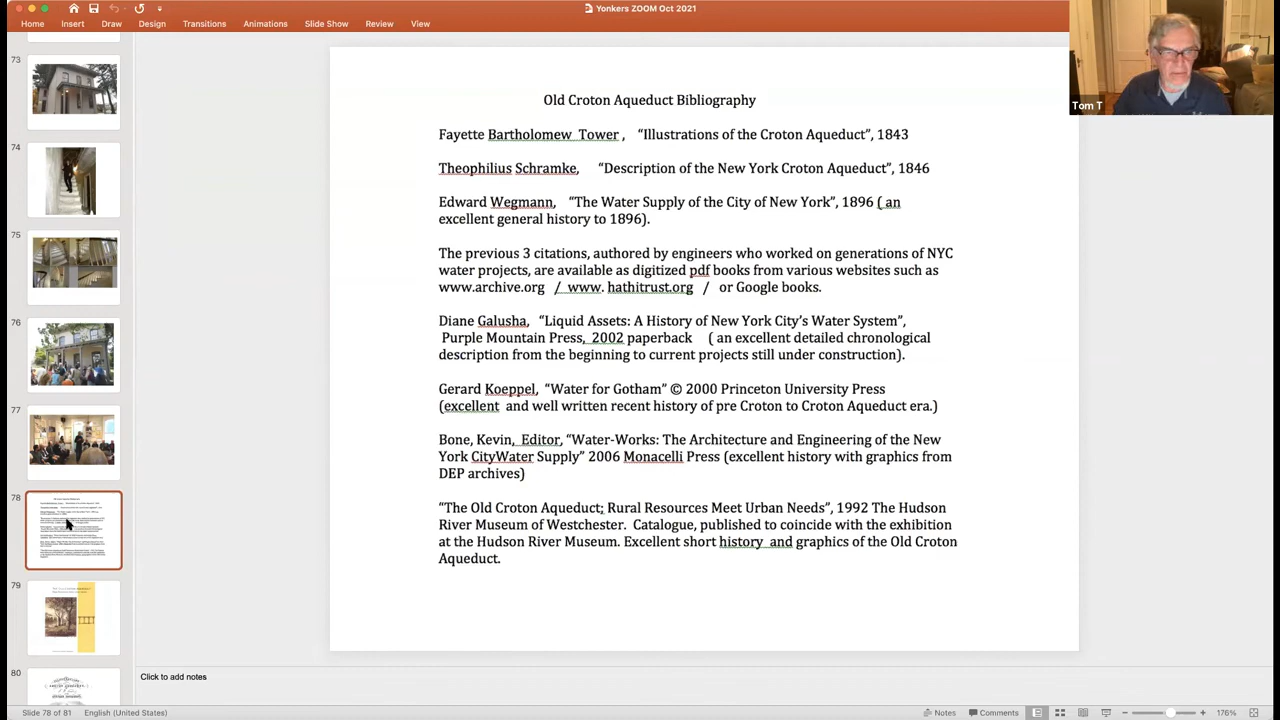 Yonkers ZOOM Oct 2021
Home Insert Draw Design Transitions Animations Slide Show Review View
Tom T
73
74
75
76
77
78
79
80
Old Croton Aqueduct Bibliography
Fayette Bartholomew Tower , “Illustrations of the Croton Aqueduct”, 1843
Theophilius Schramke, “Description of the New York Croton Aqueduct”, 1846
Edward Wegmann, “The Water Supply of the City of New York”, 1896 ( an
excellent general history to 1896).
The previous 3 citations, authored by engineers who worked on generations of NYC
water projects, are available as digitized pdf books from various websites such as
www.archive.org / www. hathitrust.org / or Google books.
Diane Galusha, “Liquid Assets: A History of New York City’s Water System”,
Purple Mountain Press, 2002 paperback ( an excellent detailed chronological
description from the beginning to current projects still under construction).
Gerard Koeppel, “Water for Gotham” © 2000 Princeton University Press
(excellent and well written recent history of pre Croton to Croton Aqueduct era.)
Bone, Kevin, Editor, “Water-Works: The Architecture and Engineering of the New
York CityWater Supply” 2006 Monacelli Press (excellent history with graphics from
DEP archives)
“The Old Croton Aqueduct; Rural Resources Meet Urban Needs”, 1992 The Hudson
River Museum of Westchester. Catalogue, published to coincide with the exhibition
at the Hudson River Museum. Excellent short history and graphics of the Old Croton
Aqueduct.
Click to add notes
Slide 78 of 81 English (United States) Notes Comments 176%